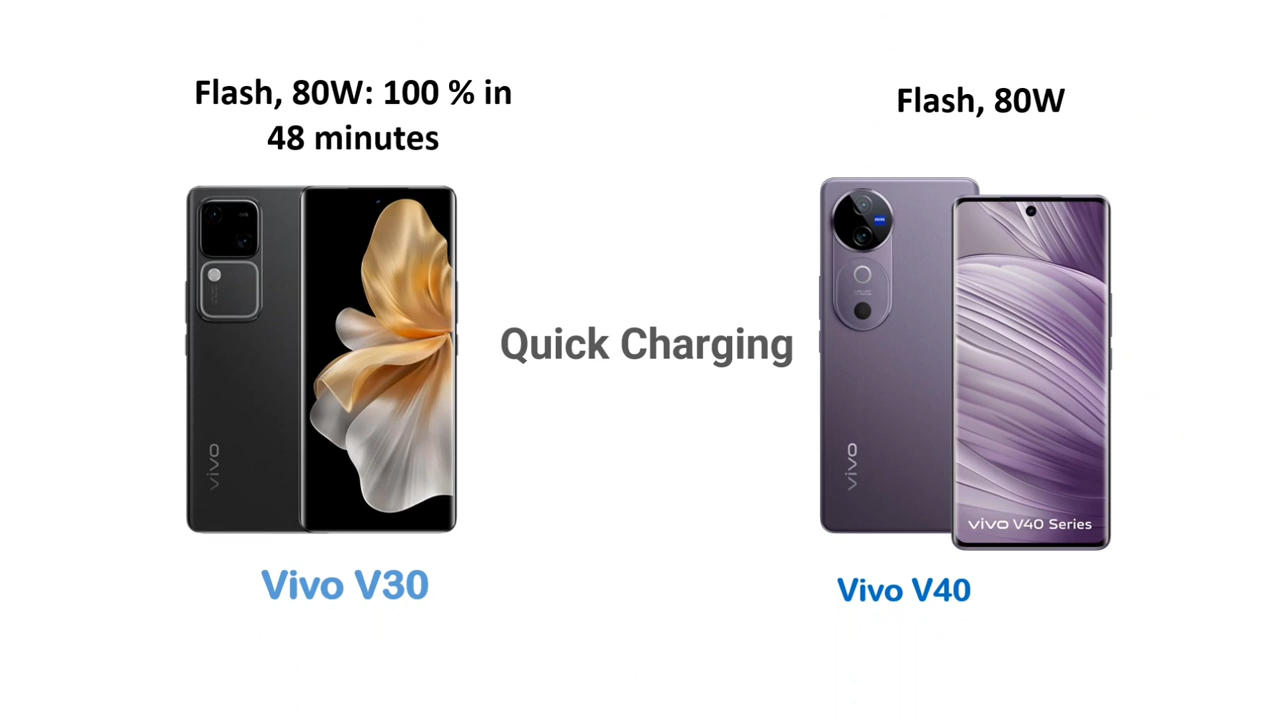 Flash, 80W: 100 % in
48 minutes
Flash, 80W
Quick Charging
vivo
vivo
ZEISS
vivo V40 Series
Vivo V30
Vivo V40